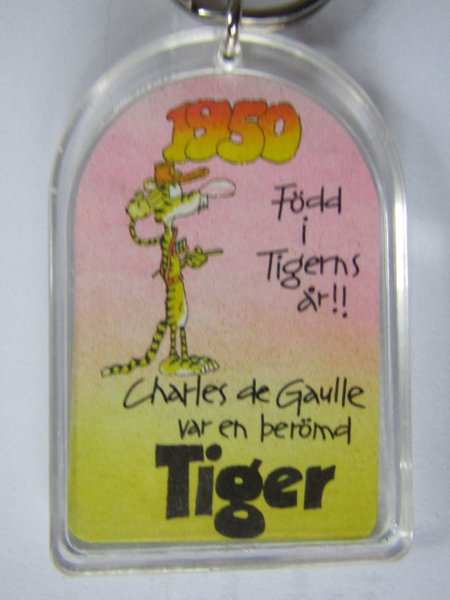 1950
Född
i
Tigerns
år!!
Charles de Gaulle
var en berömd
Tiger